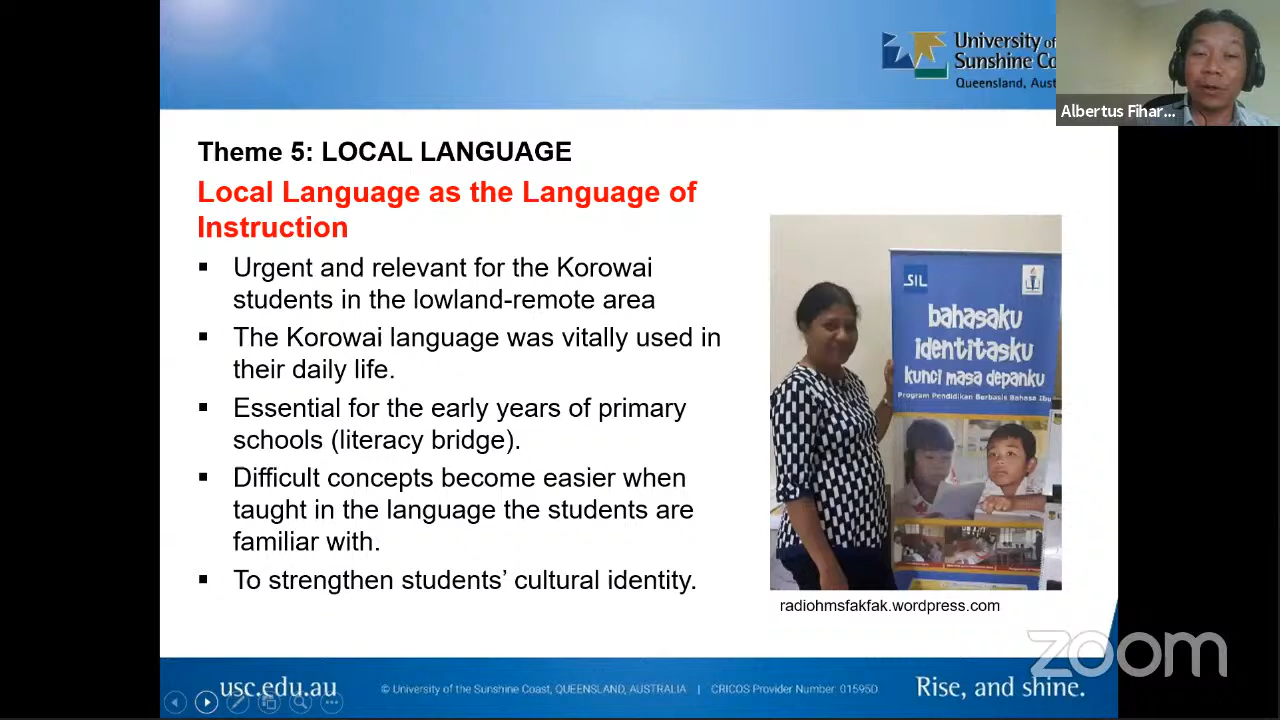 University of
Sunshine Co
Queensland, Aust
Albertus Fihar...
Theme 5: LOCAL LANGUAGE
Local Language as the Language of
Instruction
▪ Urgent and relevant for the Korowai
students in the lowland-remote area
▪ The Korowai language was vitally used in
their daily life.
▪ Essential for the early years of primary
schools (literacy bridge).
▪ Difficult concepts become easier when
taught in the language the students are
familiar with.
▪ To strengthen students’ cultural identity.
SIL
bahasaku
identitasku
kunci masa depanku
Program Pendidikan Berbasis Bahasa Ibu
radiohmsfakfak.wordpress.com
zoom
usc.edu.au
© University of the Sunshine Coast, QUEENSLAND, AUSTRALIA | CRICOS Provider Number: 01595D
Rise, and shine.